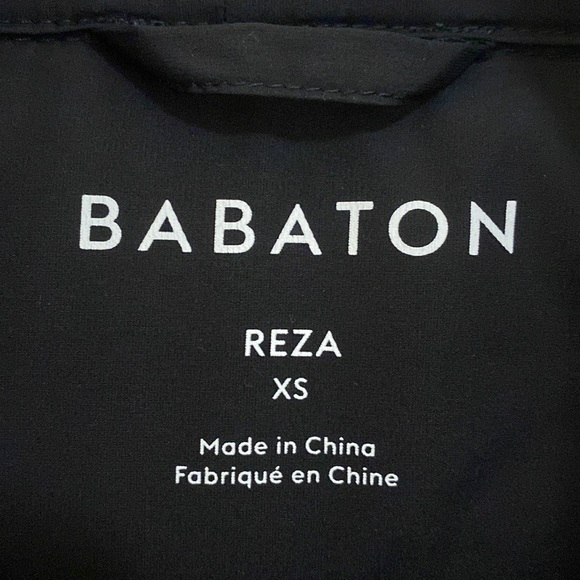 BABATON
REZA
XS
Made in China
Fabriqué en Chine